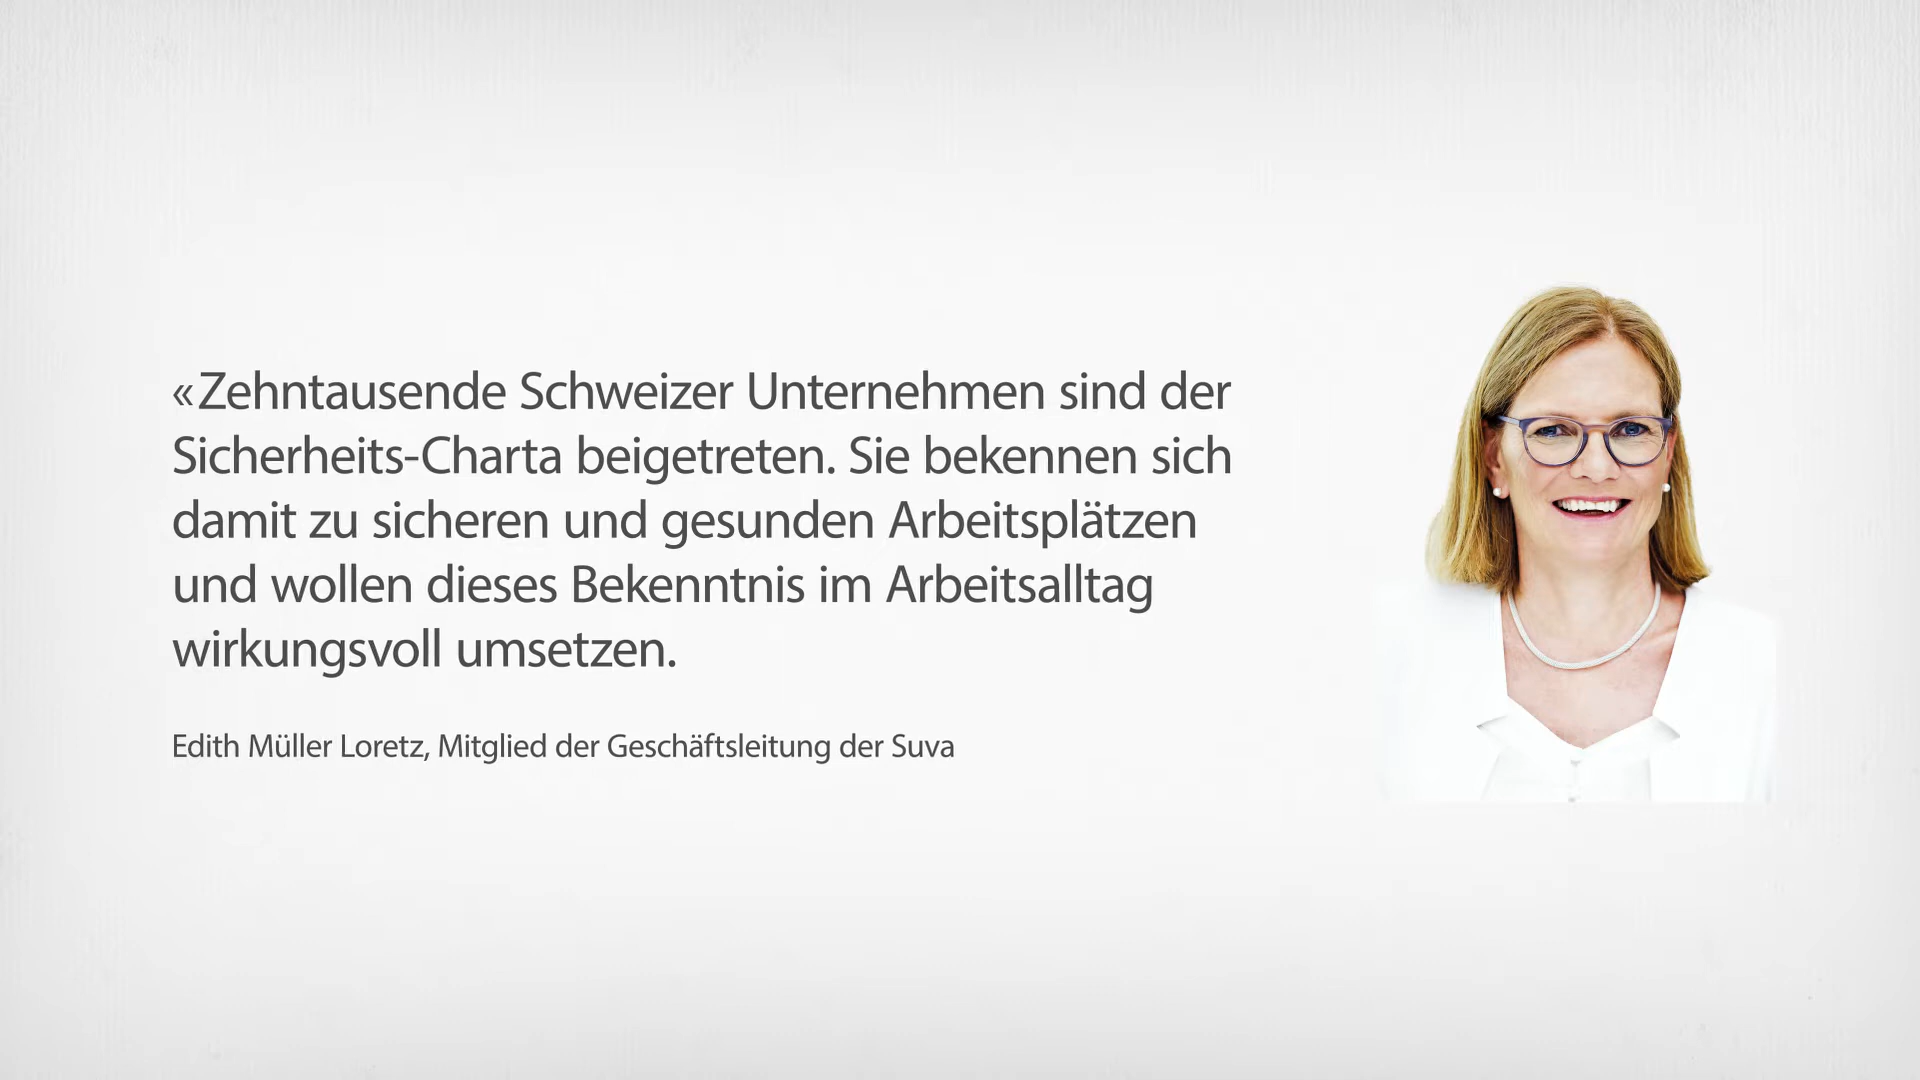 «Zehntausende Schweizer Unternehmen sind der
Sicherheits-Charta beigetreten. Sie bekennen sich
damit zu sicheren und gesunden Arbeitsplätzen
und wollen dieses Bekenntnis im Arbeitsalltag
wirkungsvoll umsetzen.
Edith Müller Loretz, Mitglied der Geschäftsleitung der Suva